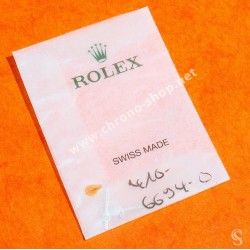 ROLEX
www.chrono-shop.net
SWISS MADE
410-
6694-0
S